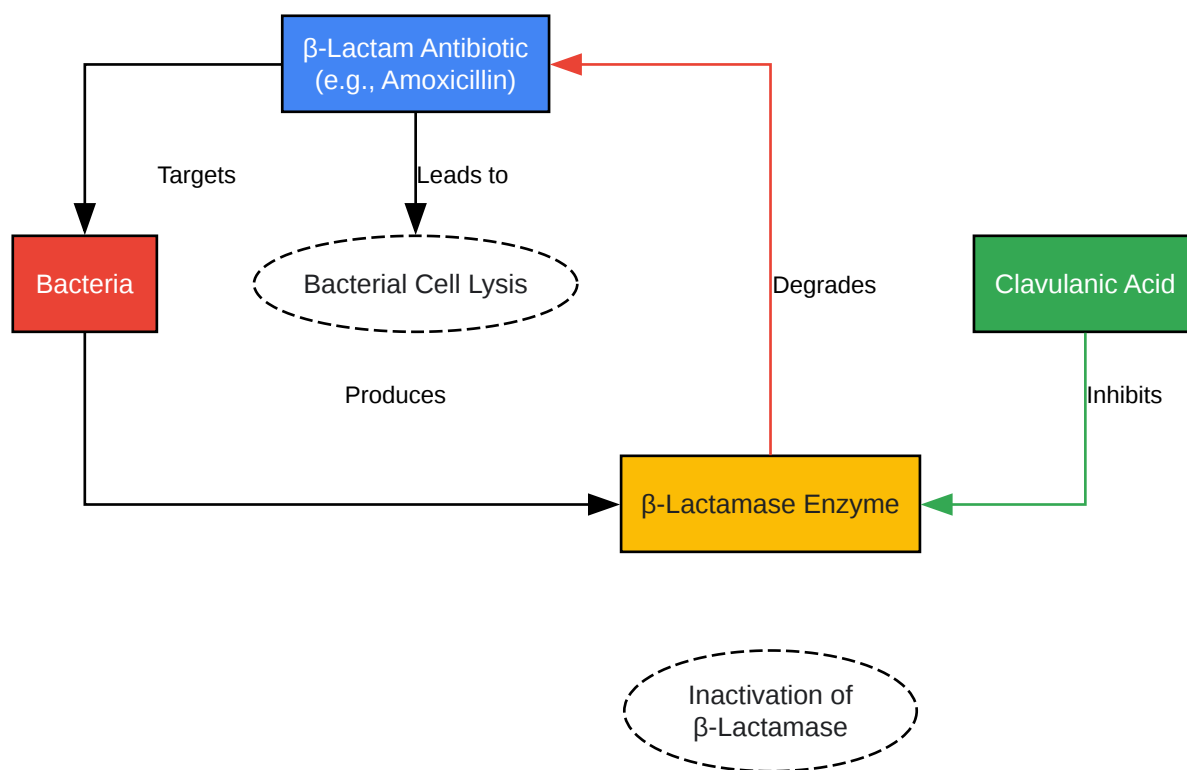 β-Lactam Antibiotic
(e.g., Amoxicillin)
Targets
Leads to
Bacteria
Bacterial Cell Lysis
Degrades
Clavulanic Acid
Produces
Inhibits
β-Lactamase Enzyme
Inactivation of
β-Lactamase